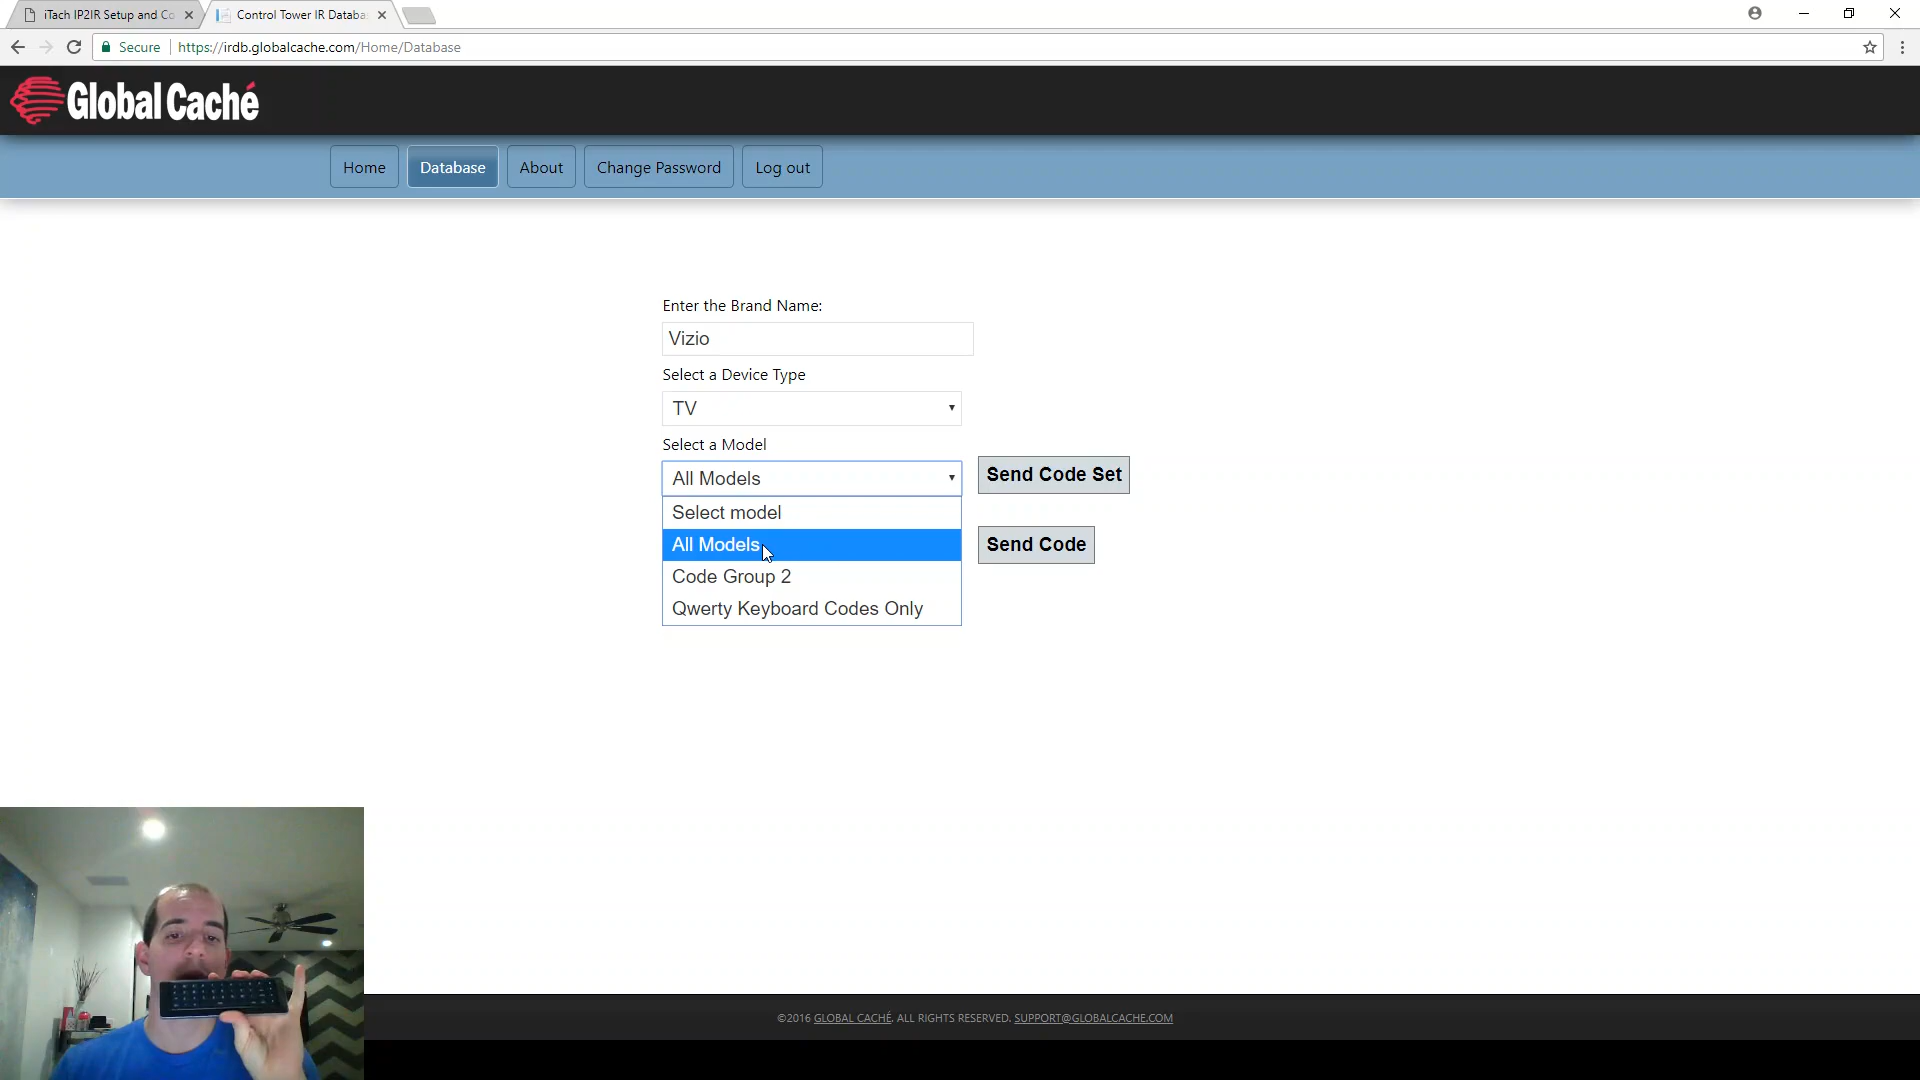 iTach IP2IR Setup and Co
Control Tower IR Databa
Secure
https://irdb.globalcache.com/Home/Database
Global Caché
Home
Database
About
Change Password
Log out
Enter the Brand Name:
Vizio
Select a Device Type
TV
Select a Model
All Models
Send Code Set
Select model
All Models
Send Code
Code Group 2
Qwerty Keyboard Codes Only
©2016 GLOBAL CACHÉ. ALL RIGHTS RESERVED. SUPPORT@GLOBALCACHE.COM